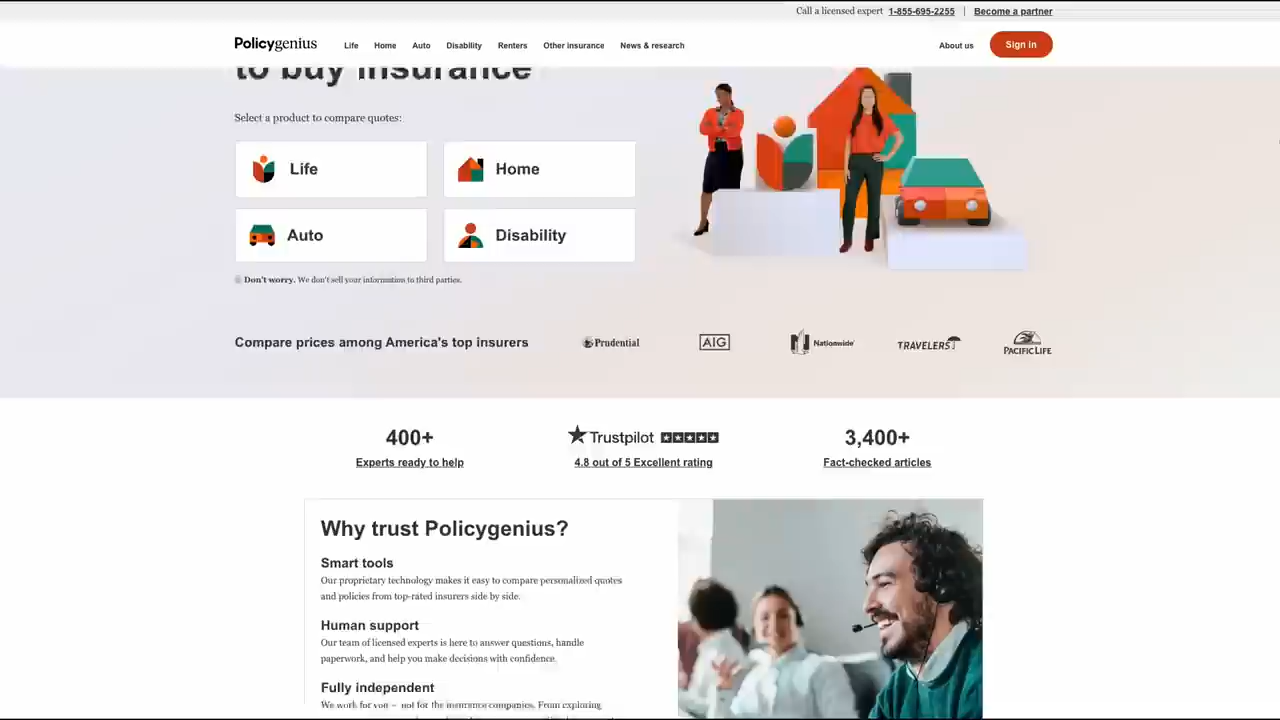 Call a licensed expert 1-855-695-2255 | Become a partner
Policygenius Life Home Auto Disability Renters Other insurance News & research About us Sign in
to buy insurance
Select a product to compare quotes:
Life Home
Auto Disability
Don't worry. We don't sell your information to third parties.
Compare prices among America's top insurers Prudential AIG Nationwide TRAVELERS PACIFIC LIFE
400+ Trustpilot 3,400+
Experts ready to help 4.8 out of 5 Excellent rating Fact-checked articles
Why trust Policygenius?
Smart tools
Our proprietary technology makes it easy to compare personalized quotes
and policies from top-rated insurers side by side.
Human support
Our team of licensed experts is here to answer questions, handle
paperwork, and help you make decisions with confidence.
Fully independent
We work for you – not for the insurance companies. From exploring